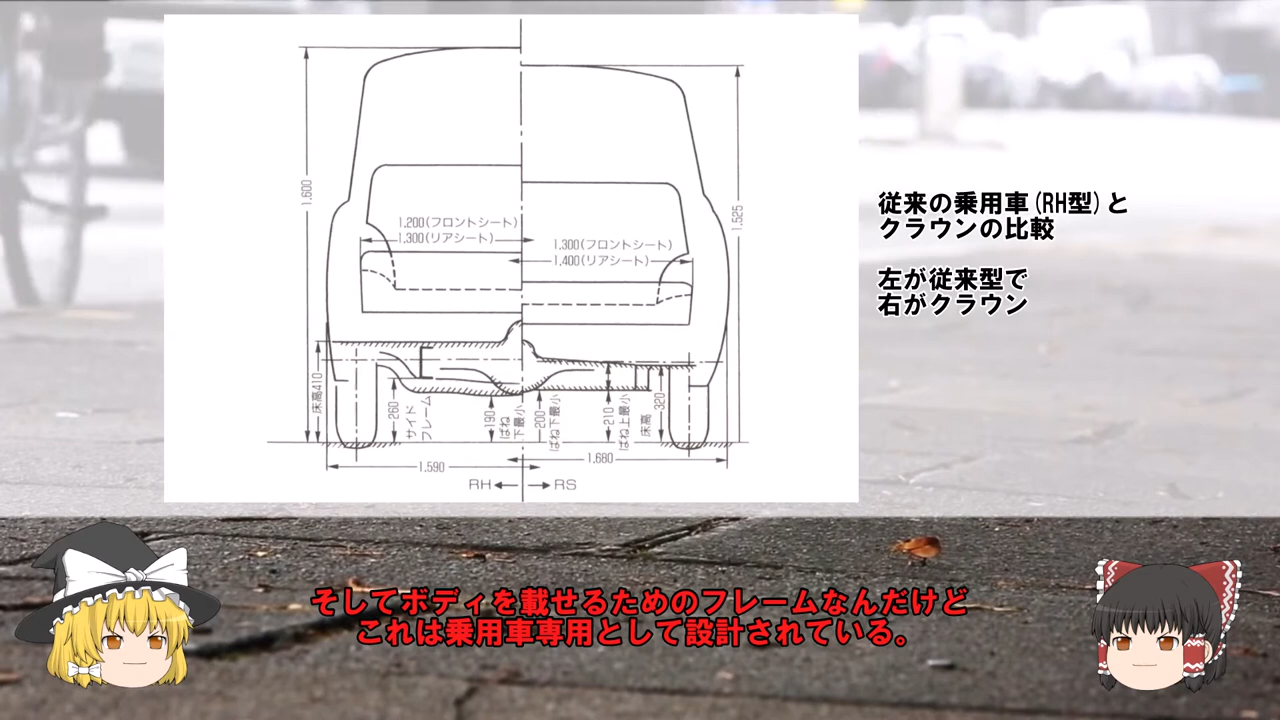 1,600
1,200(フロントシート)
1,300(リアシート)
1,300(フロントシート)
1,400(リアシート)
1,525
床高410
260
サイド
フレーム
190
ばね
下最小
200
ばね下最小
210
ばね上最小
床高
320
1,590
1,680
RH
RS
従来の乗用車(RH型)と
クラウンの比較
左が従来型で
右がクラウン
そしてボディを載せるためのフレームなんだけど
これは乗用車専用として設計されている。